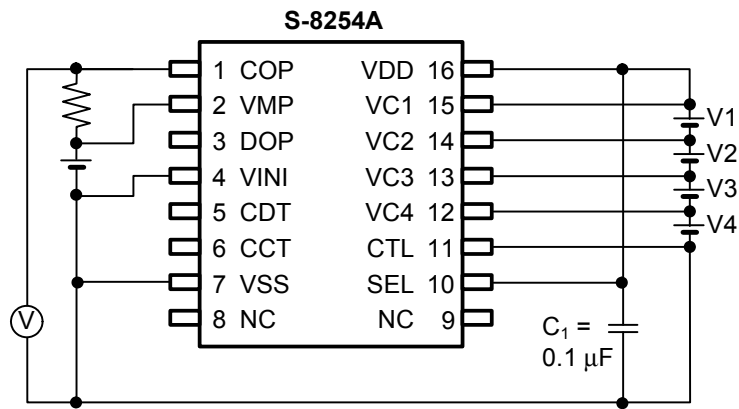 S-8254A
1 COP VDD 16
2 VMP VC1 15
3 DOP VC2 14
4 VINI VC3 13
5 CDT VC4 12
6 CCT CTL 11
7 VSS SEL 10
8 NC NC 9
V1
V2
V3
V4
V
C₁ =
0.1 μF